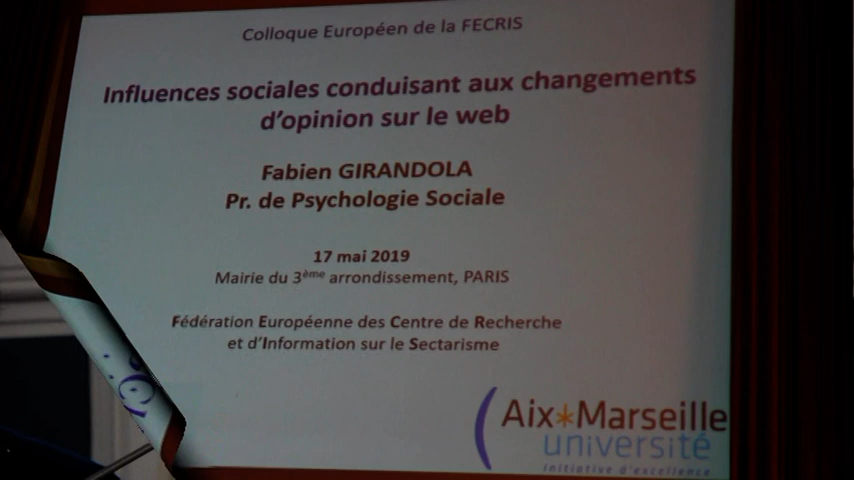 Colloque Européen de la FECRIS
Influences sociales conduisant aux changements
d'opinion sur le web
Fabien GIRANDOLA
Pr. de Psychologie Sociale
17 mai 2019
Mairie du 3ème arrondissement, PARIS
Fédération Européenne des Centre de Recherche
et d'Information sur le Sectarisme
Aix*Marseille
université
initiative d'excellence